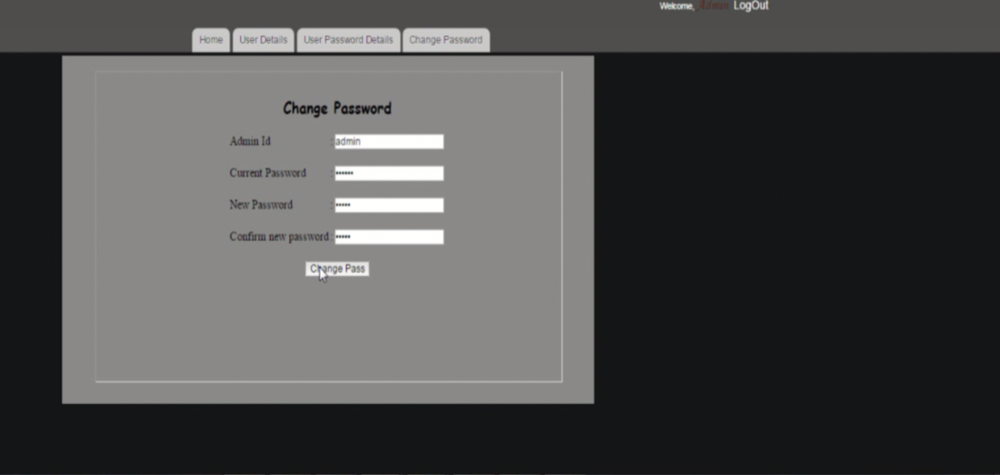 Welcome, Admin LogOut
Home User Details User Password Details Change Password
Change Password
Admin Id : admin
Current Password : ••••••
New Password : •••••
Confirm new password : •••••
Change Pass